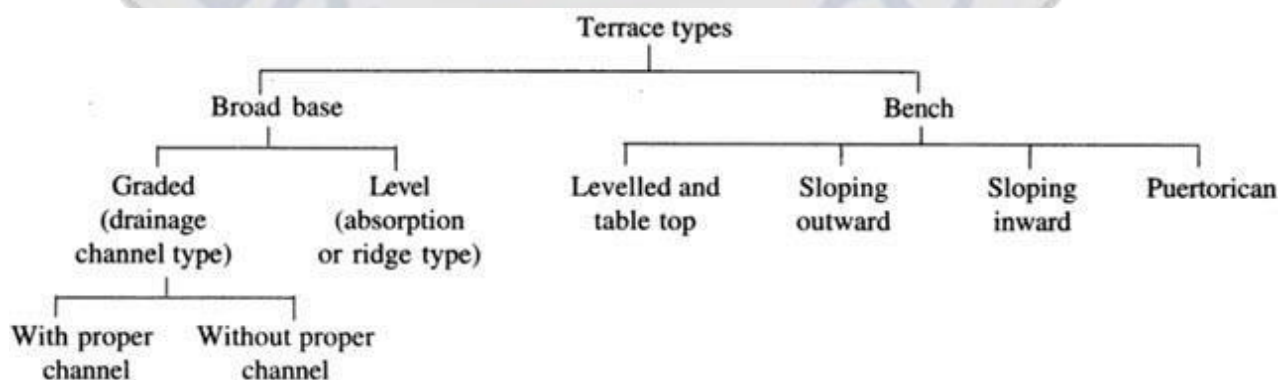 Terrace types
Broad base
Bench
Graded
(drainage
channel type)
Level
(absorption
or ridge type)
Levelled and
table top
Sloping
outward
Sloping
inward
Puertorican
With proper
channel
Without proper
channel